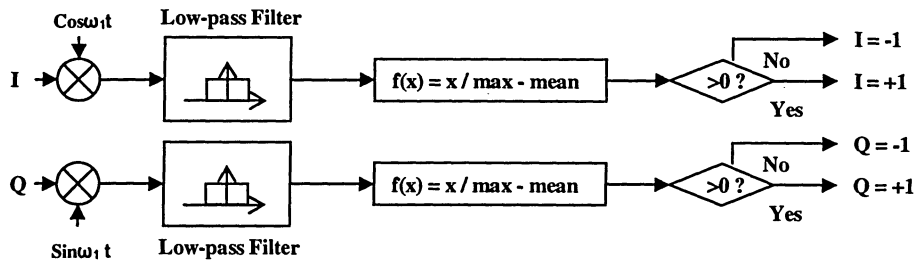 Cosω₁t
Low-pass Filter
I
f(x) = x / max - mean
>0 ?
No
Yes
I = -1
I = +1
Q
f(x) = x / max - mean
>0 ?
No
Yes
Q = -1
Q = +1
Sinω₁ t
Low-pass Filter